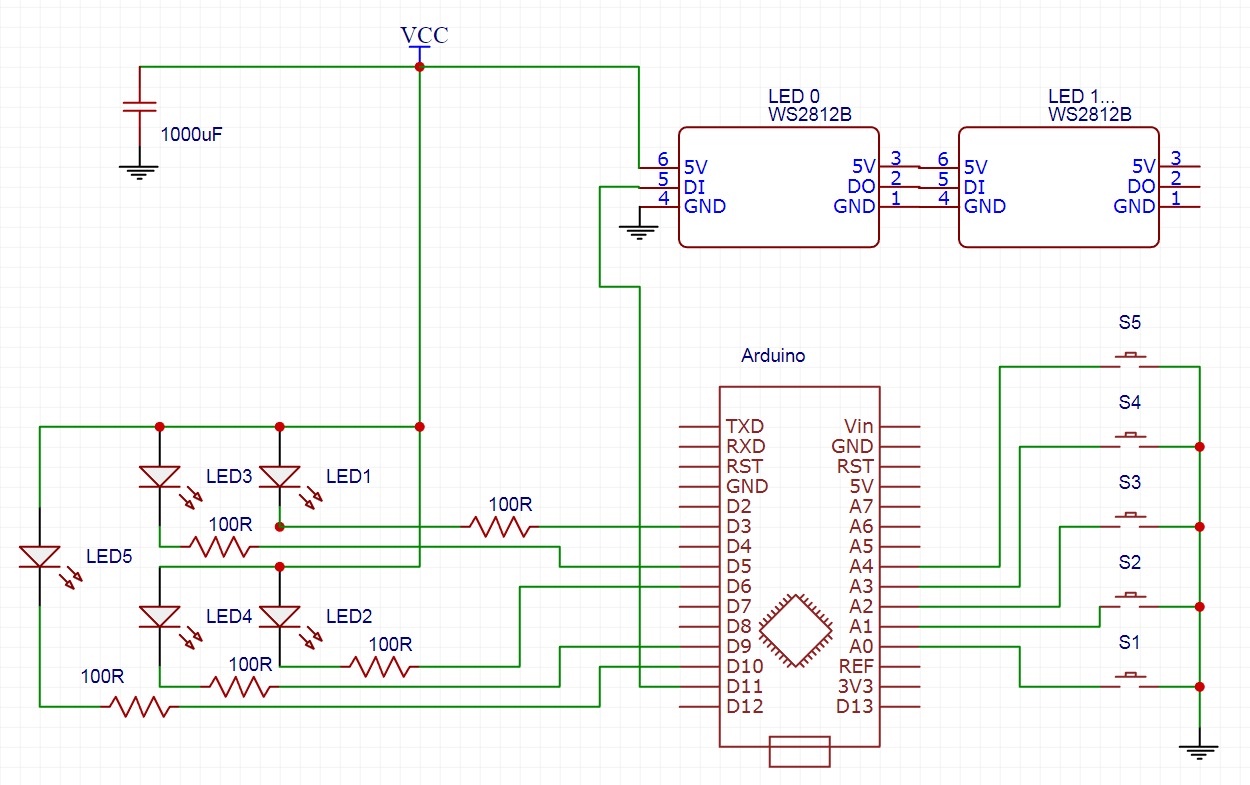 VCC
1000uF
LED 0
WS2812B
LED 1...
WS2812B
6 5V 5V 3
5 DI DO 2
4 GND GND 1
6 5V 5V 3
5 DI DO 2
4 GND GND 1
S5
S4
S3
S2
S1
Arduino
TXD Vin
RXD GND
RST RST
GND 5V
D2 A7
D3 A6
D4 A5
D5 A4
D6 A3
D7 A2
D8 A1
D9 A0
D10 REF
D11 3V3
D12 D13
LED3
LED1
100R
100R
LED5
LED4
LED2
100R
100R
100R